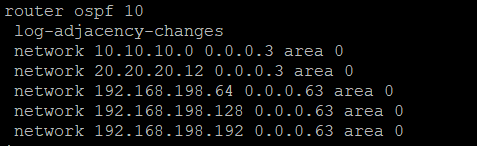 router ospf 10
log-adjacency-changes
network 10.10.10.0 0.0.0.3 area 0
network 20.20.20.12 0.0.0.3 area 0
network 192.168.198.64 0.0.0.63 area 0
network 192.168.198.128 0.0.0.63 area 0
network 192.168.198.192 0.0.0.63 area 0